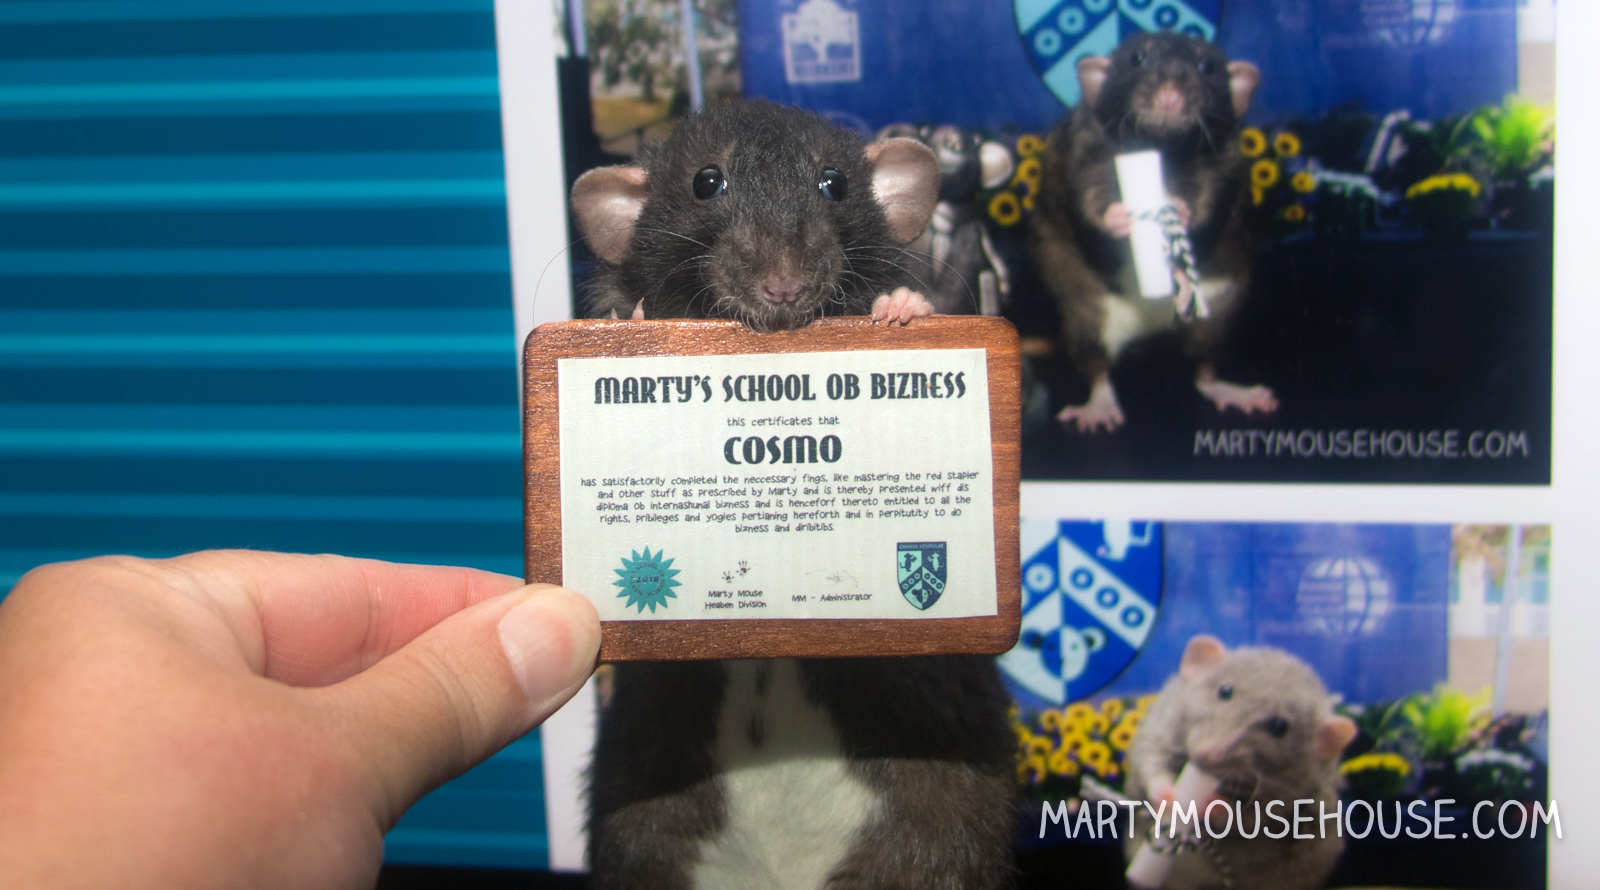 MARTY'S SCHOOL OB BIZNESS
this certificates that
COSMO
has satisfactorily completed the neccessary fings, like mastering the red stapler
and other stuff as prescribed by Marty and is thereby presented wiff dis
diploma ob internashunal bizness and is henceforf thereto entitled to all the
rights, pribileges and yogies pertianing hereforth and in perpitutity to do
bizness and diribitibs.
2018
Marty Mouse
Heaben Division
MM - Administrator
MARTYMOUSEHOUSE.COM
MARTYMOUSEHOUSE.COM